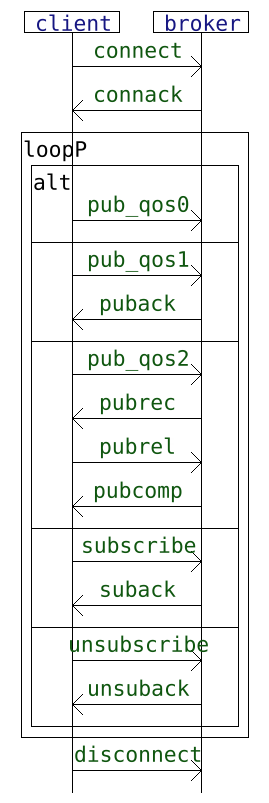 client broker
connect
connack
loopP
alt
pub_qos0
pub_qos1
puback
pub_qos2
pubrec
pubrel
pubcomp
subscribe
suback
unsubscribe
unsuback
disconnect